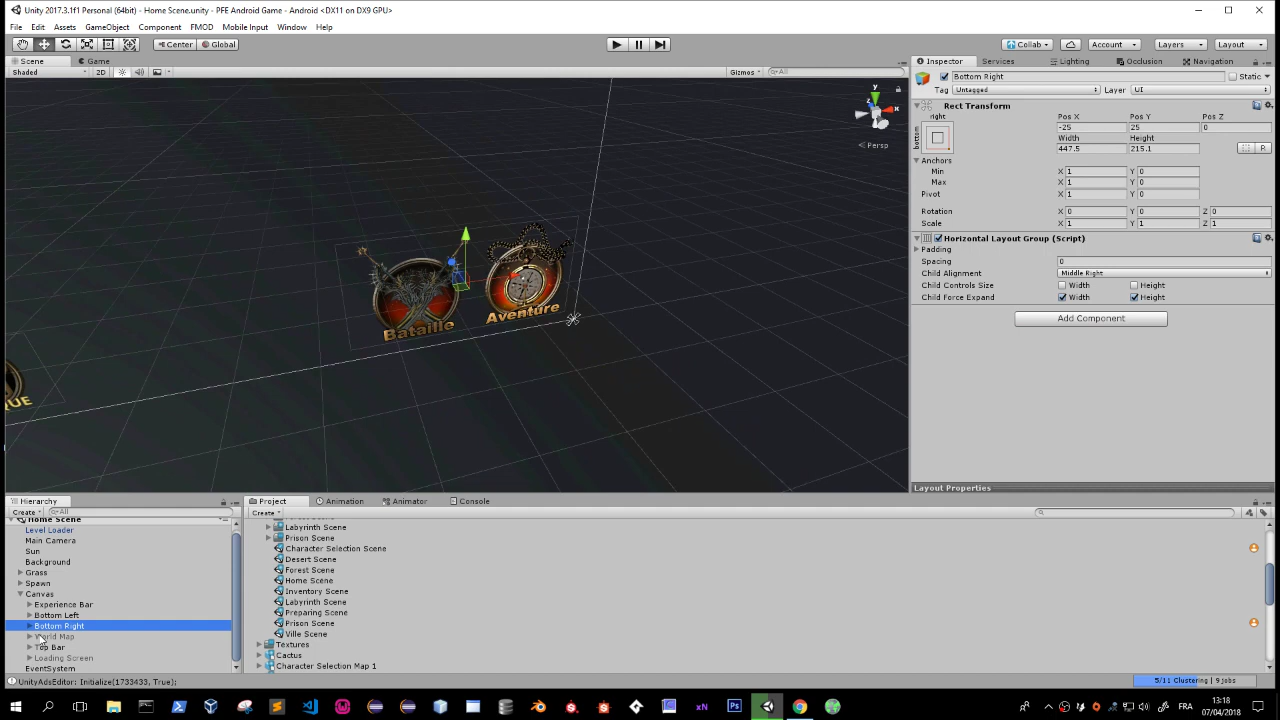 Unity 2017.3.1f1 Personal (64bit) - Home Scene.unity - PFE Android Game - Android <DX11 on DX9 GPU>
File Edit Assets GameObject Component FMOD Mobile Input Window Help
Center Global Collab Account Layers Layout
Scene Game
Shaded 2D Gizmos All
y
x
z
Persp
Bataille
Aventure
QUE
Inspector Services Lighting Occlusion Navigation
Bottom Right Static
Tag Untagged Layer UI
Rect Transform
right
bottom
Pos X Pos Y Pos Z
-25 25 0
Width Height
447.5 215.1 R
Anchors
Min X 1 Y 0
Max X 1 Y 0
Pivot X 1 Y 0
Rotation X 0 Y 0 Z 0
Scale X 1 Y 1 Z 1
Horizontal Layout Group (Script)
Padding
Spacing 0
Child Alignment Middle Right
Child Controls Size Width Height
Child Force Expand Width Height
Add Component
Layout Properties
Hierarchy
Create All
Home Scene
Level Loader
Main Camera
Sun
Background
Grass
Spawn
Canvas
Experience Bar
Bottom Left
Bottom Right
World Map
Top Bar
Loading Screen
EventSystem
Project Animation Animator Console
Create
Labyrinth Scene
Prison Scene
Character Selection Scene
Desert Scene
Forest Scene
Home Scene
Inventory Scene
Labyrinth Scene
Preparing Scene
Prison Scene
Ville Scene
Textures
Cactus
Character Selection Map 1
UnityAdsEditor: Initialize(1733433, True);
5/11 Clustering | 9 jobs
xN Ps FRA
13:18
07/04/2018